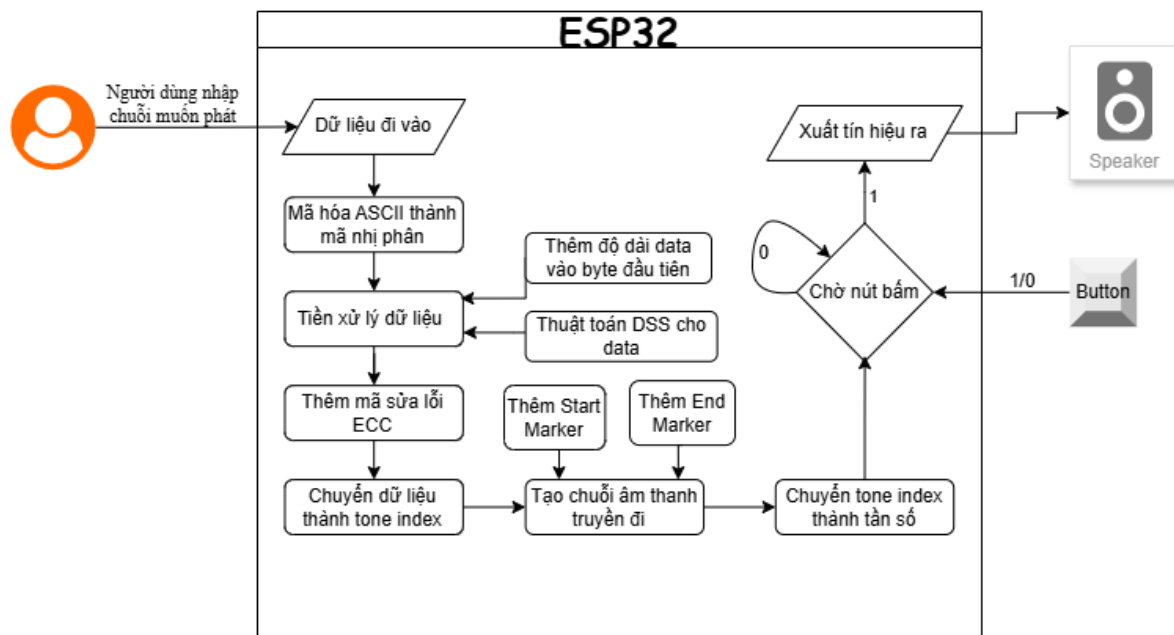 ESP32
Người dùng nhập
chuỗi muốn phát
Dữ liệu đi vào
Mã hóa ASCII thành
mã nhị phân
Thêm độ dài data
vào byte đầu tiên
Tiền xử lý dữ liệu
Thuật toán DSS cho
data
Thêm mã sửa lỗi
ECC
Thêm Start
Marker
Thêm End
Marker
Chuyển dữ liệu
thành tone index
Tạo chuỗi âm thanh
truyền đi
Chuyển tone index
thành tần số
Chờ nút bấm
0
1
1/0
Button
Xuất tín hiệu ra
Speaker